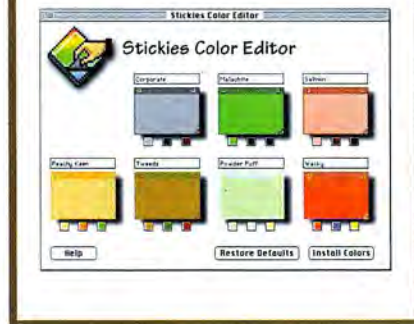 Stickies Color Editor
Stickies Color Editor
Corporate Malachite Salmon
Peachy Keen Tweeds Powder Puff Wacky
Help Restore Defaults Install Colors